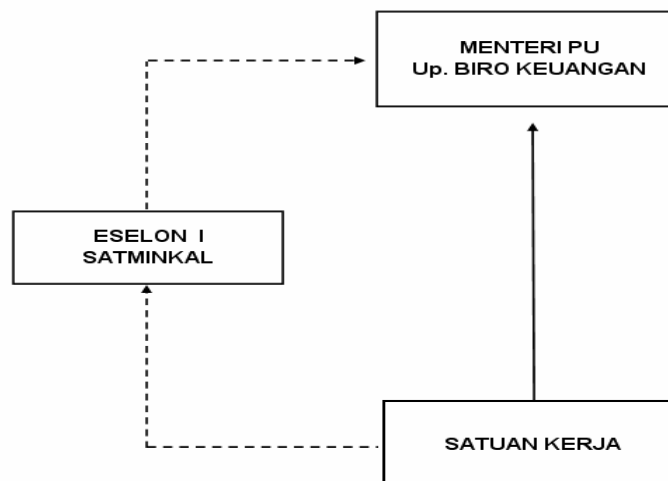 MENTERI PU
Up. BIRO KEUANGAN
ESELON I
SATMINKAL
SATUAN KERJA